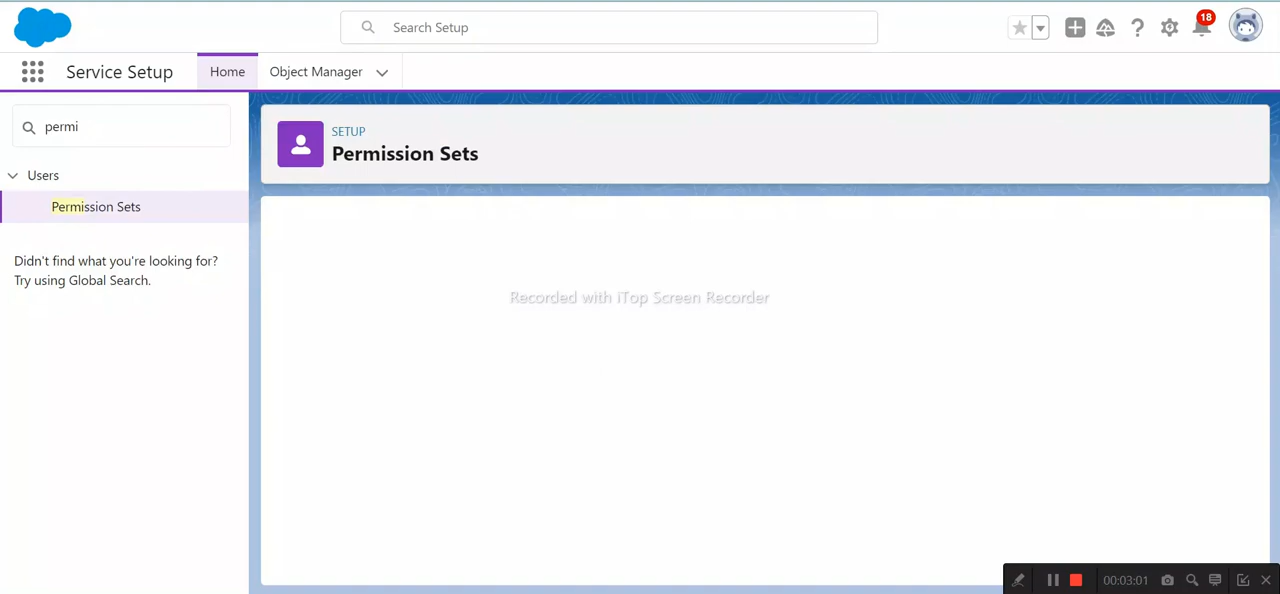 Search Setup
18
Service Setup
Home
Object Manager
permi
Users
Permission Sets
Didn't find what you're looking for?
Try using Global Search.
SETUP
Permission Sets
Recorded with iTop Screen Recorder
00:03:01